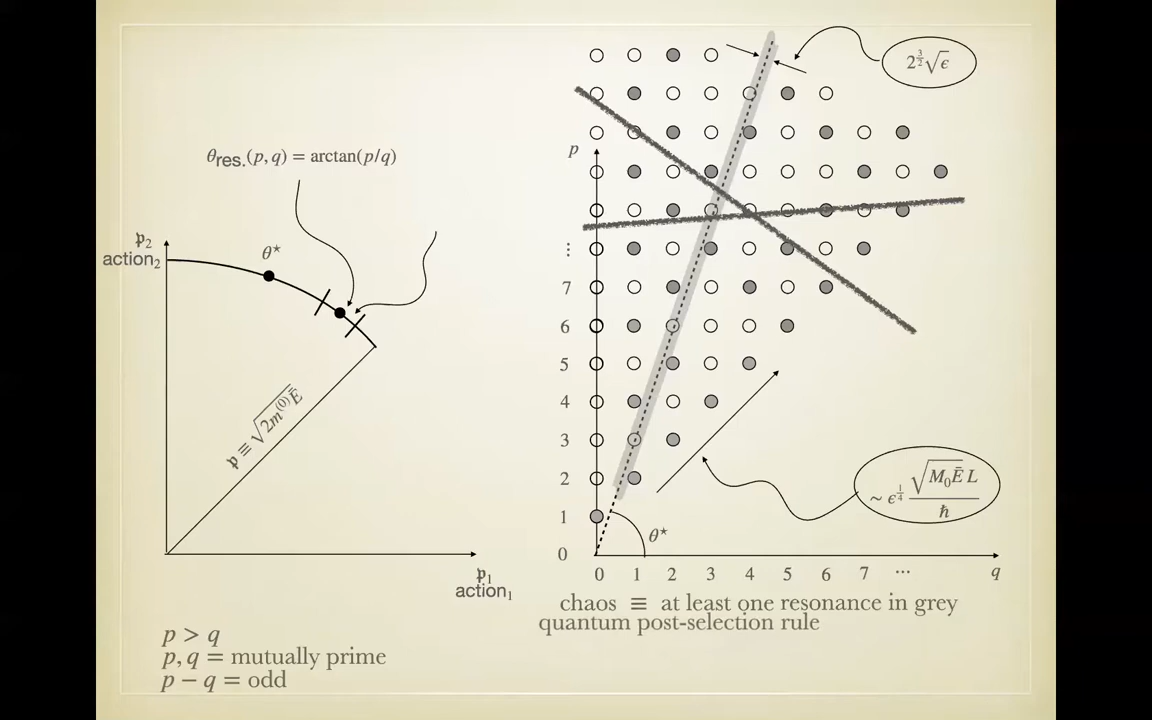 θres.(p, q) = arctan(p/q)
𝔭₂
action₂
θ*
𝔭 ≡ √(2m⁽⁰⁾Ē)
𝔭₁
action₁
p > q
p, q = mutually prime
p − q = odd
2^(3/2)√ϵ
p
⋮
7
6
5
4
3
2
1
0
θ*
∼ ϵ^(1/4) √(M₀Ē) L / ħ
0 1 2 3 4 5 6 7 ... q
chaos ≡ at least one resonance in grey
quantum post-selection rule